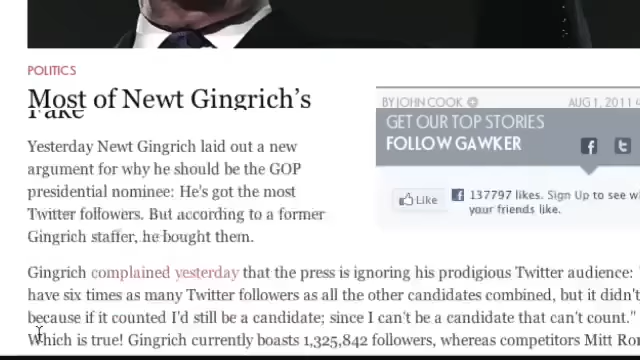 POLITICS
Most of Newt Gingrich's
Fake
Yesterday Newt Gingrich laid out a new
argument for why he should be the GOP
presidential nominee: He's got the most
Twitter followers. But according to a former
Gingrich staffer, he bought them.
BY JOHN COOK
AUG 1, 2011
GET OUR TOP STORIES
FOLLOW GAWKER
Like
137797 likes. Sign Up to see
your friends like.
Gingrich complained yesterday that the press is ignoring his prodigious Twitter audience:
have six times as many Twitter followers as all the other candidates combined, but it didn't
because if it counted I'd still be a candidate; since I can't be a candidate that can't count."
Which is true! Gingrich currently boasts 1,325,842 followers, whereas competitors Mitt